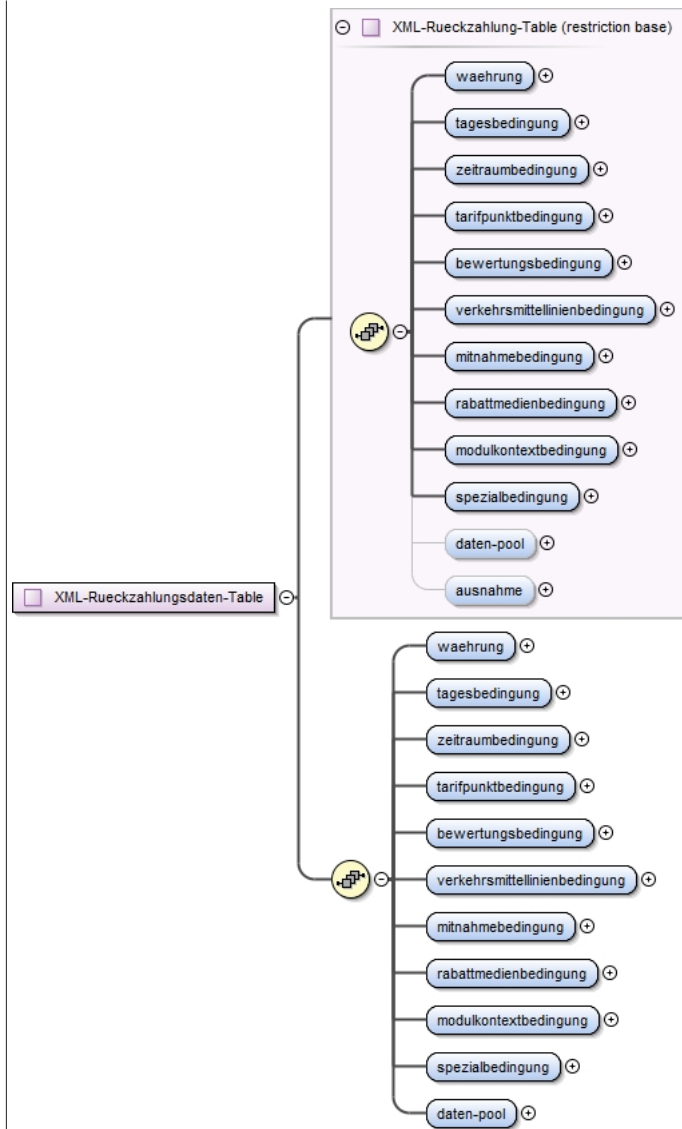 XML-Rueckzahlung-Table (restriction base)
waehrung
tagesbedingung
zeitraumbedingung
tarifpunktbedingung
bewertungsbedingung
verkehrsmittellinienbedingung
mitnahmebedingung
rabattmedienbedingung
modulkontextbedingung
spezialbedingung
daten-pool
ausnahme
XML-Rueckzahlungsdaten-Table
waehrung
tagesbedingung
zeitraumbedingung
tarifpunktbedingung
bewertungsbedingung
verkehrsmittellinienbedingung
mitnahmebedingung
rabattmedienbedingung
modulkontextbedingung
spezialbedingung
daten-pool